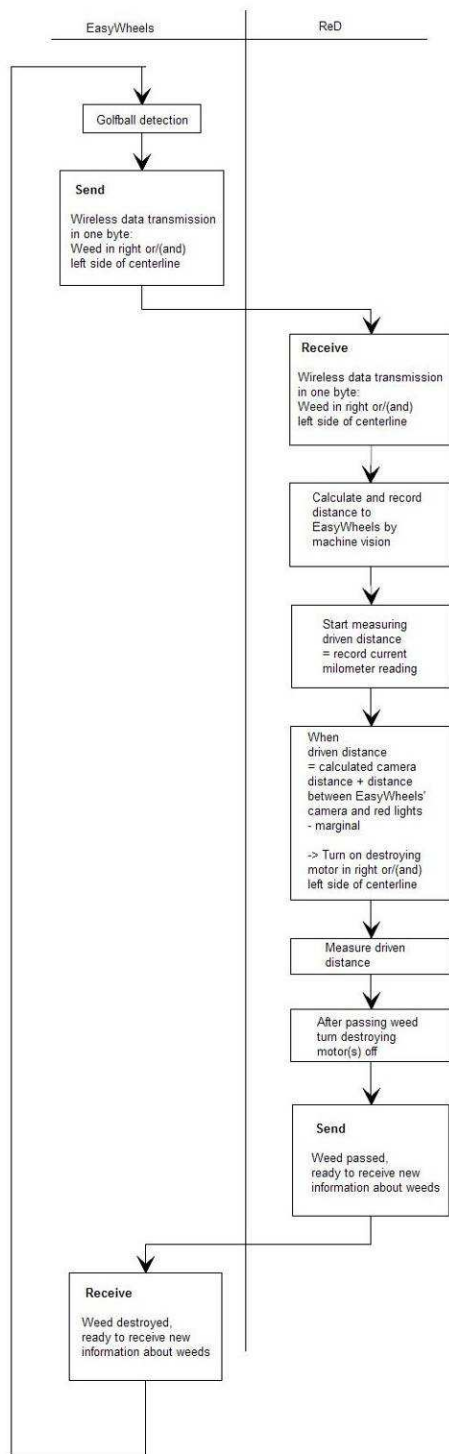 EasyWheels
ReD
Golfball detection
Send
Wireless data transmission
in one byte:
Weed in right or/(and)
left side of centerline
Receive
Wireless data transmission
in one byte:
Weed in right or/(and)
left side of centerline
Calculate and record
distance to
EasyWheels by
machine vision
Start measuring
driven distance
= record current
milometer reading
When
driven distance
= calculated camera
distance + distance
between EasyWheels'
camera and red lights
- marginal
-> Turn on destroying
motor in right or/(and)
left side of centerline
Measure driven
distance
After passing weed
turn destroying
motor(s) off
Send
Weed passed,
ready to receive new
information about weeds
Receive
Weed destroyed,
ready to receive new
information about weeds